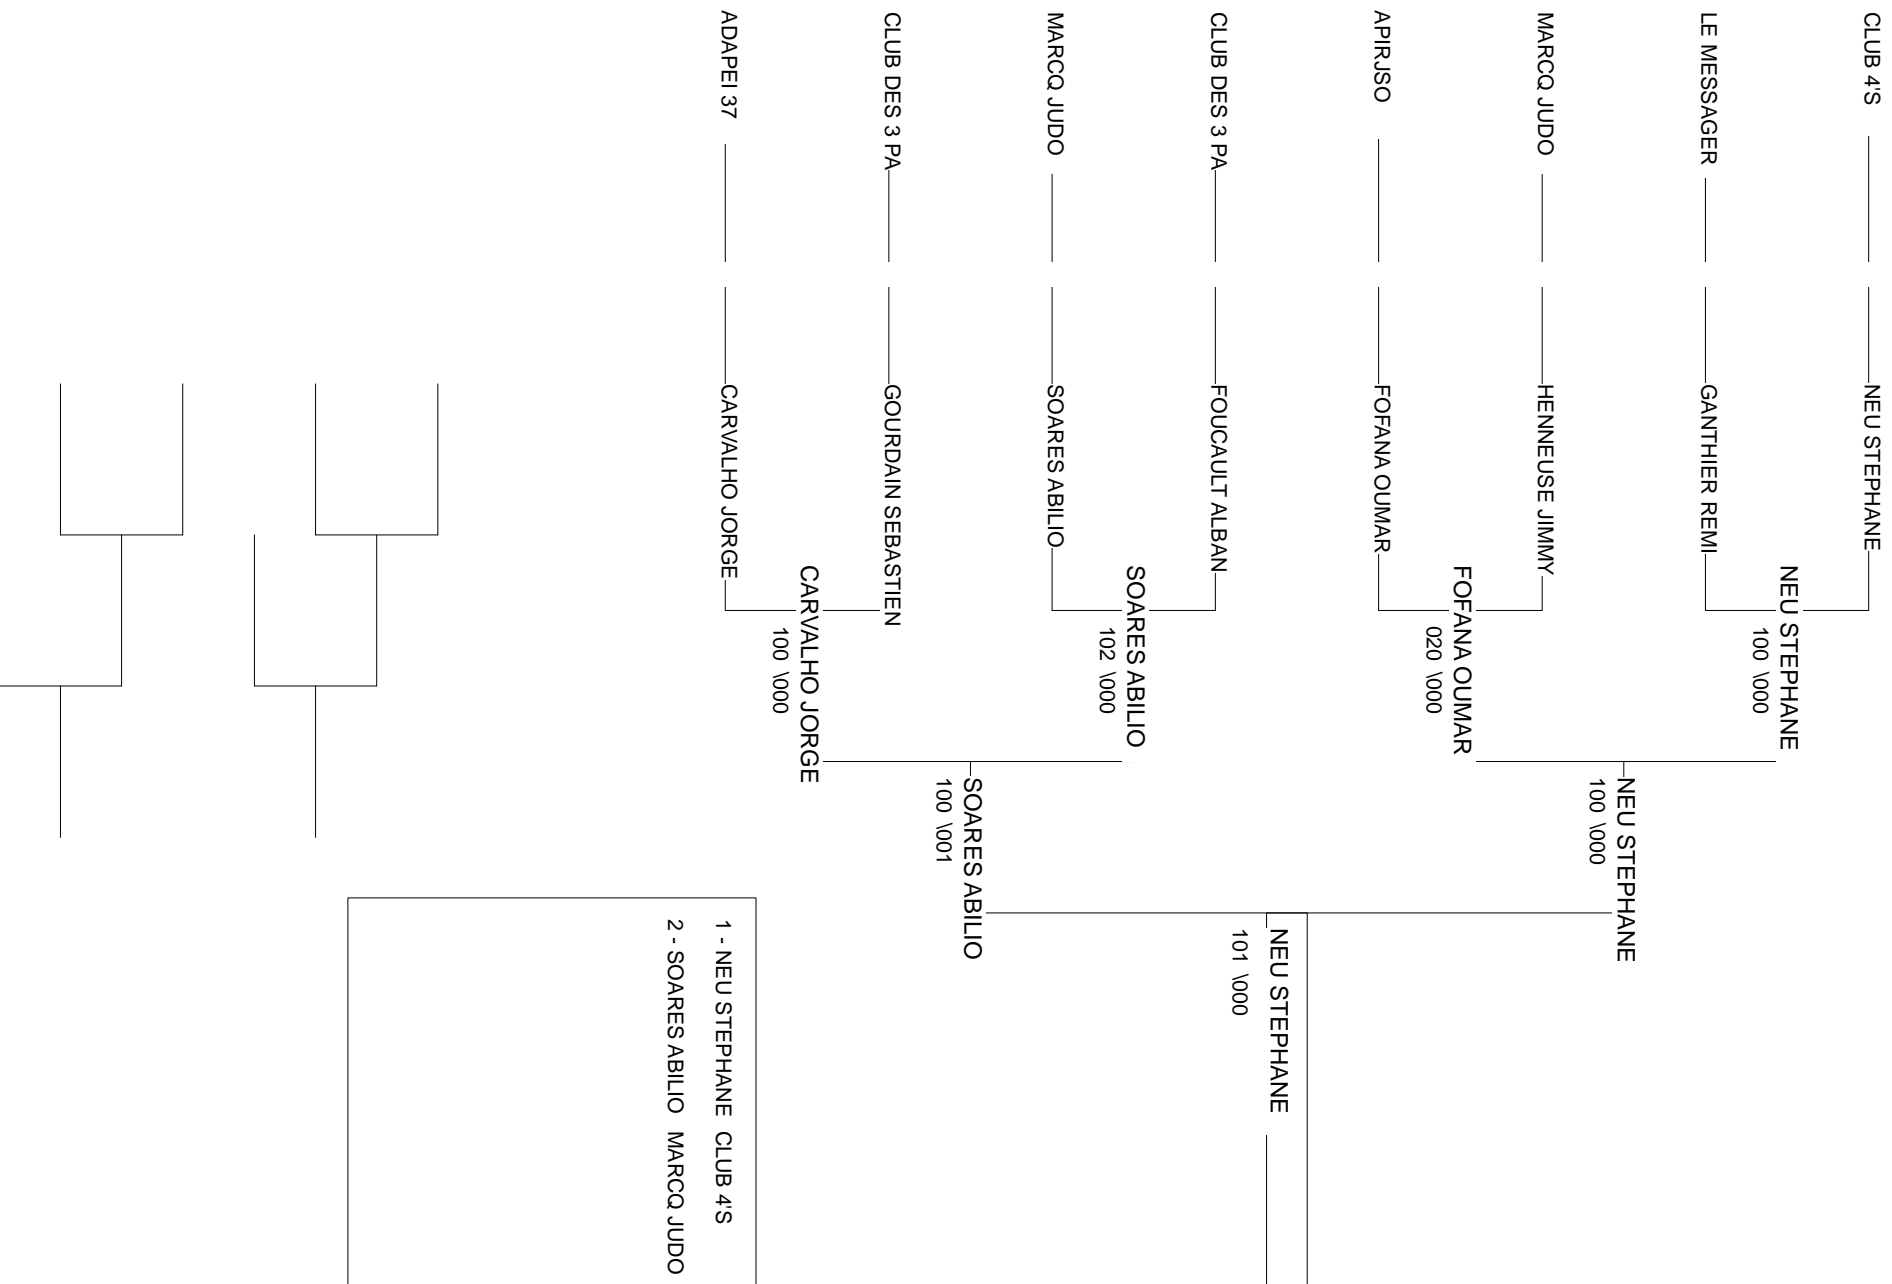 CLUB 4'S NEU STEPHANE
NEU STEPHANE
100 \000
LE MESSAGER GANTHIER REMI
NEU STEPHANE
100 \000
MARCQ JUDO HENNEUSE JIMMY
FOFANA OUMAR
020 \000
APIRJSO FOFANA OUMAR
NEU STEPHANE
101 \000
CLUB DES 3 PA FOUCAULT ALBAN
SOARES ABILIO
102 \000
MARCQ JUDO SOARES ABILIO
SOARES ABILIO
100 \001
CLUB DES 3 PA GOURDAIN SEBASTIEN
CARVALHO JORGE
100 \000
ADAPEI 37 CARVALHO JORGE
1 - NEU STEPHANE CLUB 4'S
2 - SOARES ABILIO MARCQ JUDO